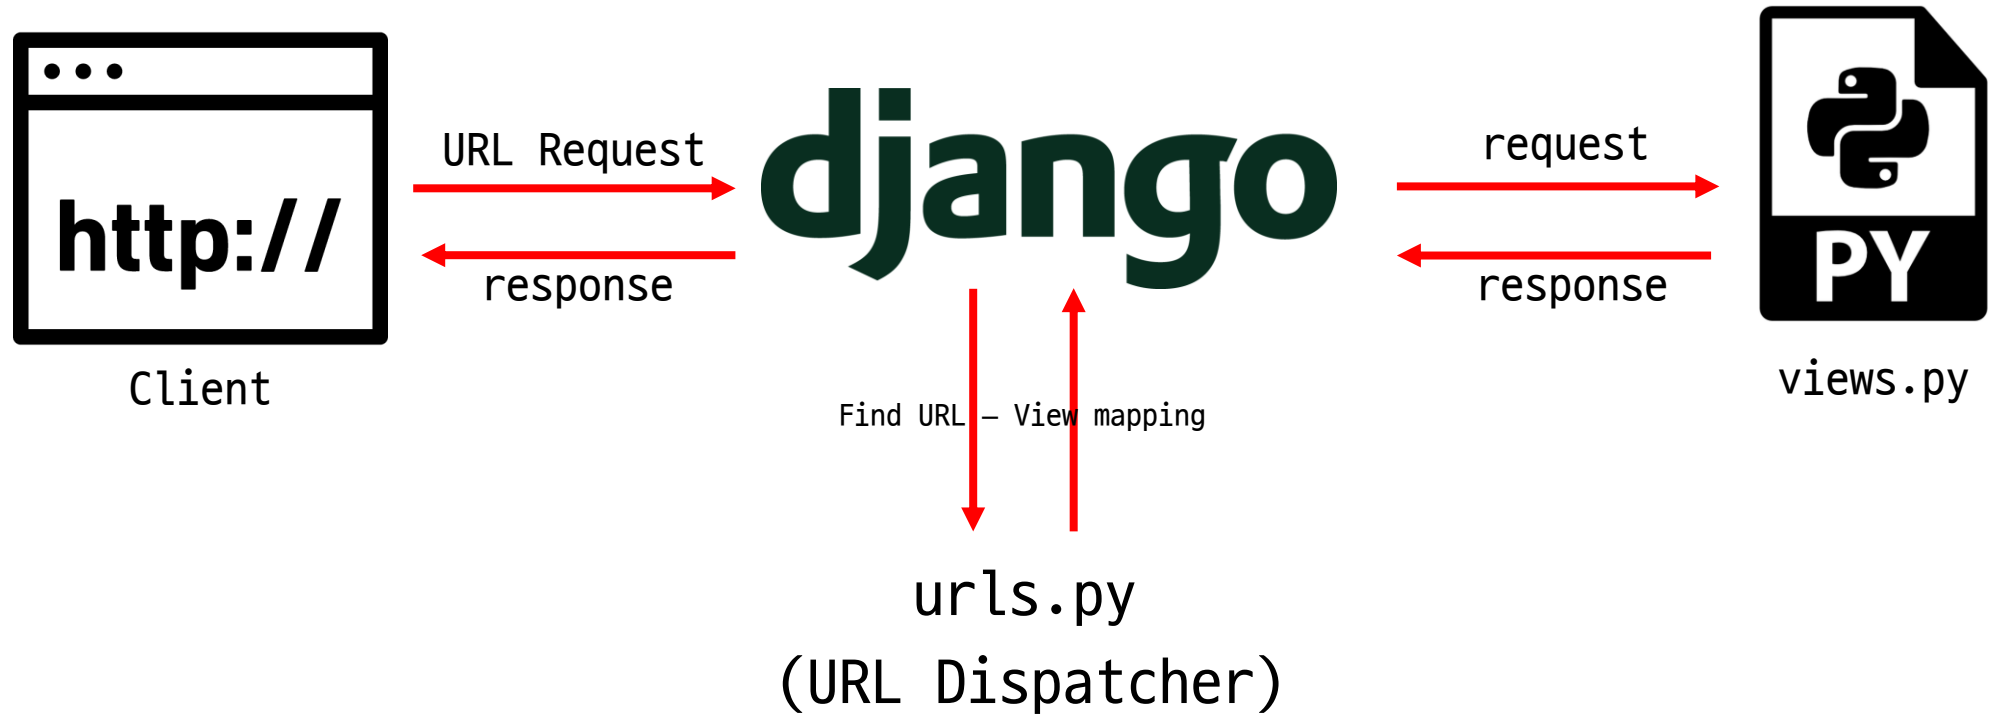 http://
Client
URL Request
response
django
Find URL – View mapping
urls.py
(URL Dispatcher)
request
response
PY
views.py